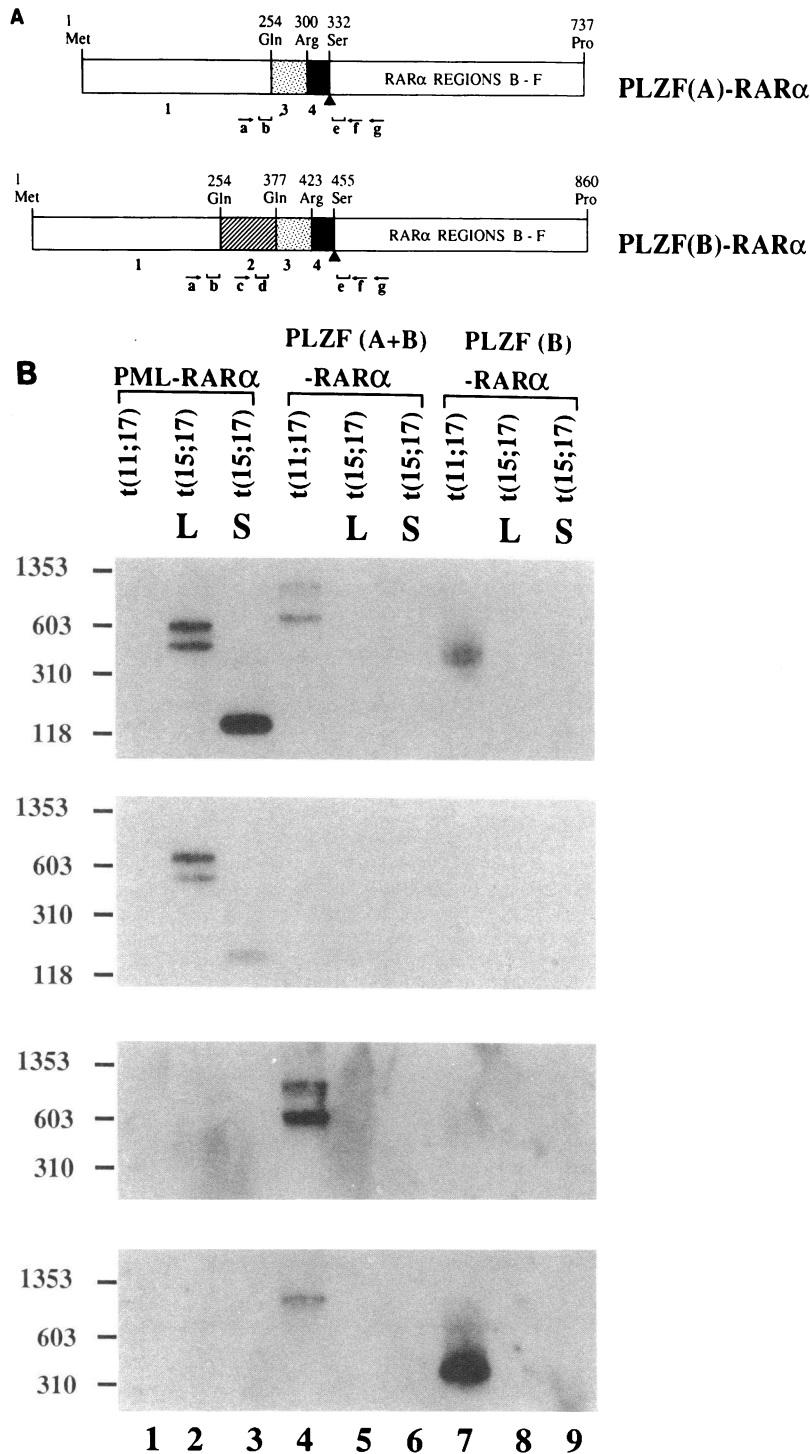 A
1 254 300 332 737
Met Gln Arg Ser Pro
RARα REGIONS B - F
PLZF(A)-RARα
1 3 4
a b e f g
1 254 377 423 455 860
Met Gln Gln Arg Ser Pro
RARα REGIONS B - F
PLZF(B)-RARα
1 2 3 4
a b c d e f g
B
PLZF (A+B) PLZF (B)
PML-RARα -RARα -RARα
t(11;17) t(15;17) t(15;17) t(11;17) t(15;17) t(15;17) t(11;17) t(15;17) t(15;17)
L S L S L S
1353
603
310
118
1353
603
310
118
1353
603
310
1353
603
310
1 2 3 4 5 6 7 8 9